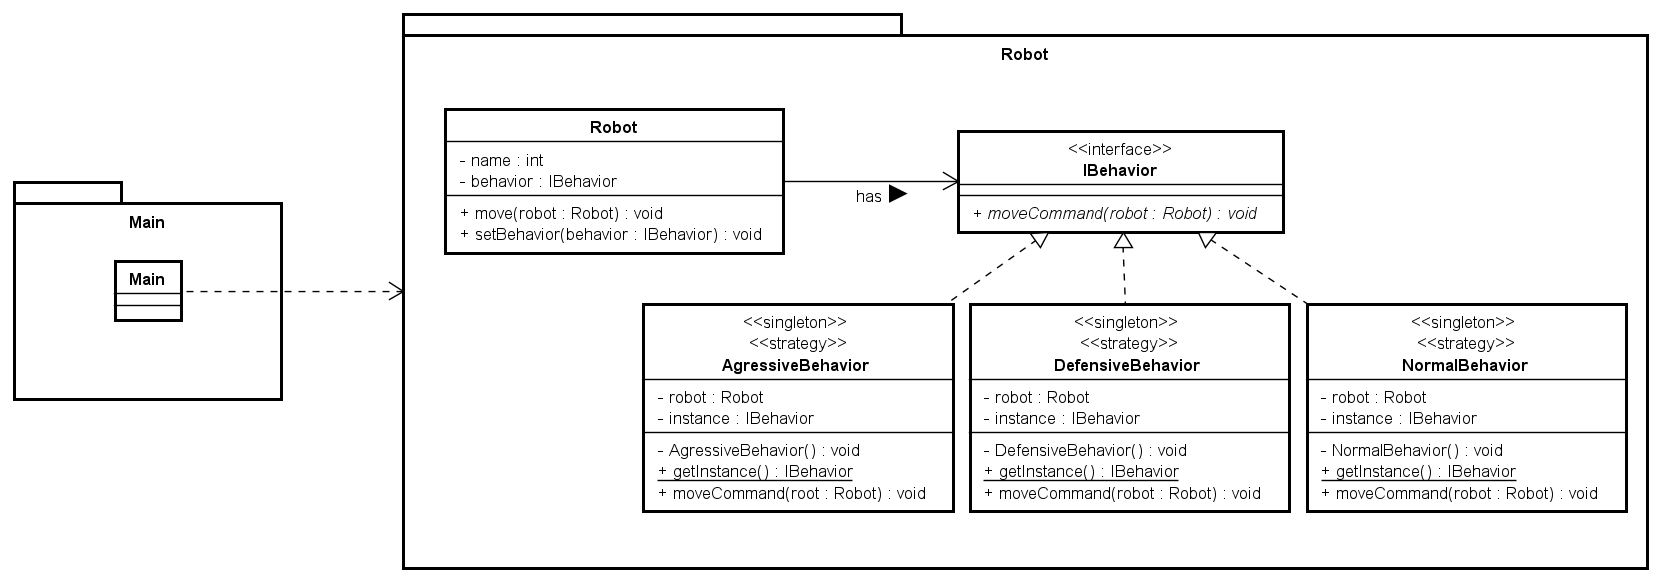 Main
Main
Robot
Robot
- name : int
- behavior : IBehavior
+ move(robot : Robot) : void
+ setBehavior(behavior : IBehavior) : void
has
<<interface>>
IBehavior
+ moveCommand(robot : Robot) : void
<<singleton>>
<<strategy>>
AgressiveBehavior
- robot : Robot
- instance : IBehavior
- AgressiveBehavior() : void
+ getInstance() : IBehavior
+ moveCommand(root : Robot) : void
<<singleton>>
<<strategy>>
DefensiveBehavior
- robot : Robot
- instance : IBehavior
- DefensiveBehavior() : void
+ getInstance() : IBehavior
+ moveCommand(robot : Robot) : void
<<singleton>>
<<strategy>>
NormalBehavior
- robot : Robot
- instance : IBehavior
- NormalBehavior() : void
+ getInstance() : IBehavior
+ moveCommand(robot : Robot) : void